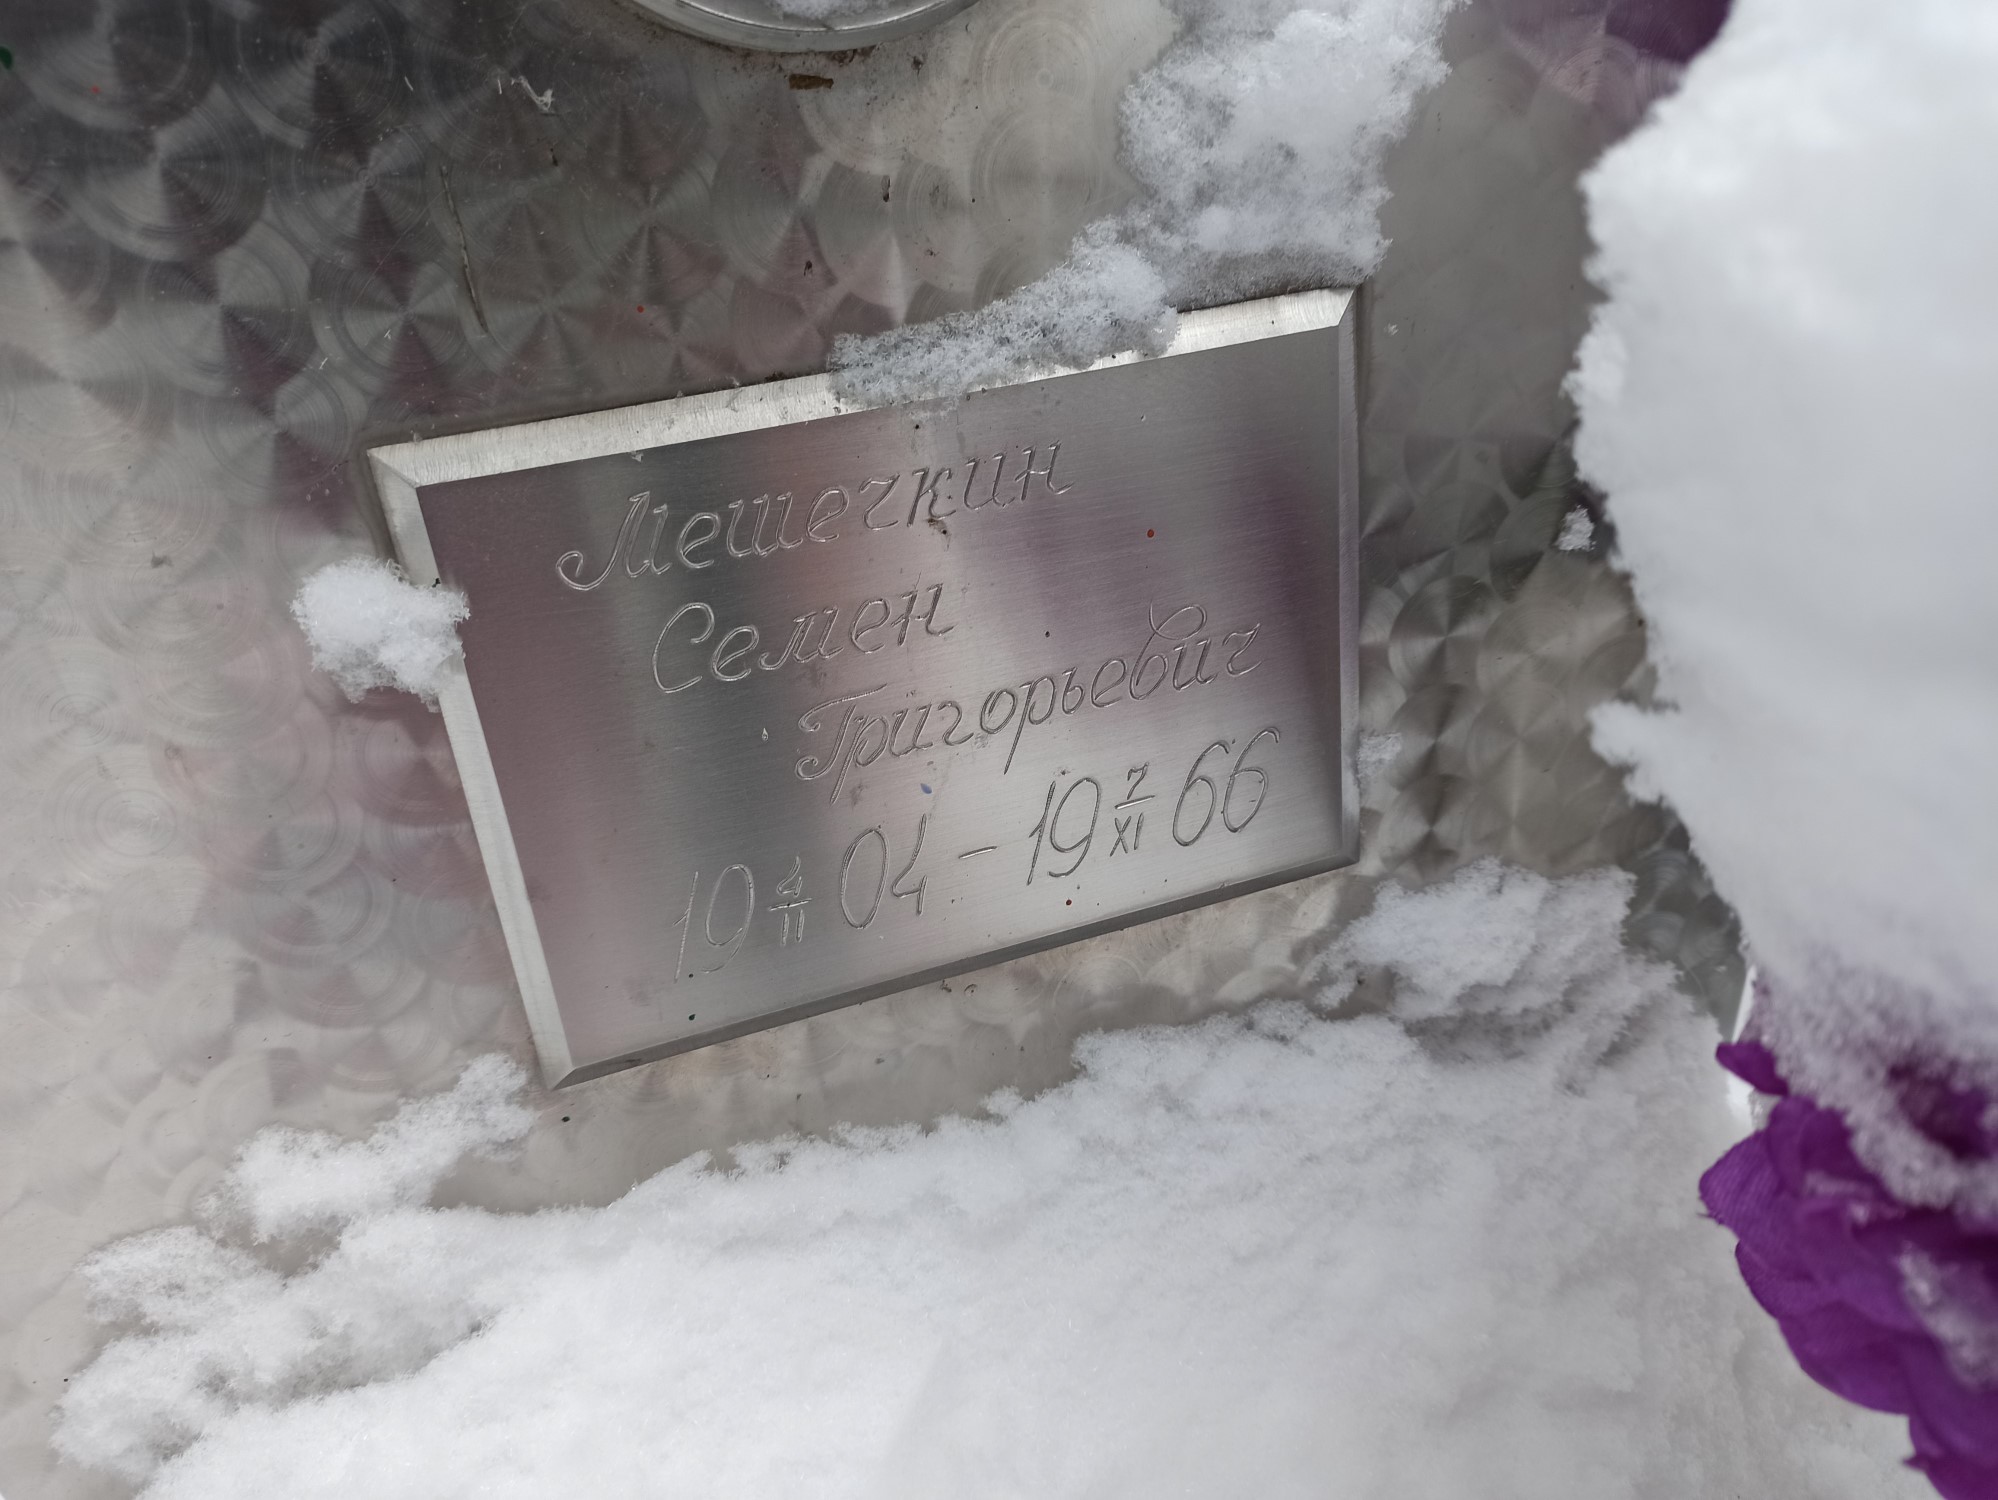 Мешечкин
Семен
Григорьевич
19 4/II 04 – 19 7/XI 66